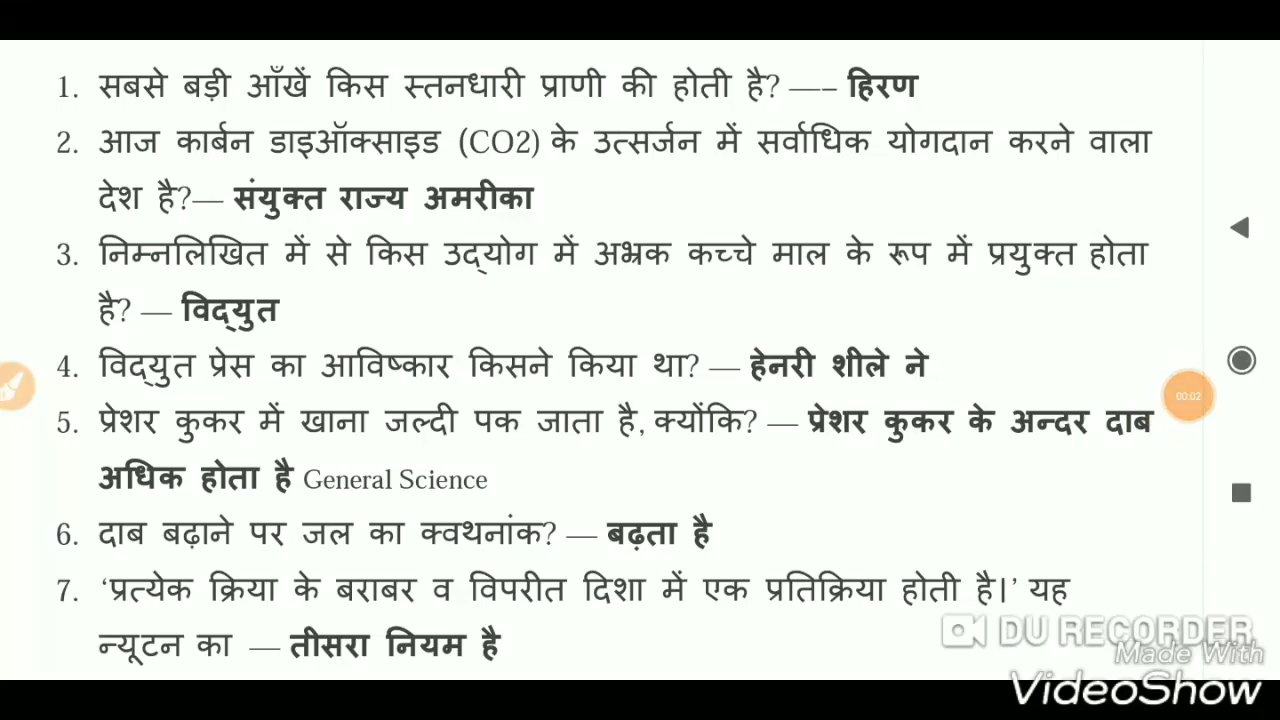 1. सबसे बड़ी आँखें किस स्तनधारी प्राणी की होती है? —– हिरण
2. आज कार्बन डाइऑक्साइड (CO2) के उत्सर्जन में सर्वाधिक योगदान करने वाला
देश है?— संयुक्त राज्य अमरीका
3. निम्नलिखित में से किस उद्योग में अभ्रक कच्चे माल के रूप में प्रयुक्त होता
है? — विद्युत
4. विद्युत प्रेस का आविष्कार किसने किया था? — हेनरी शीले ने
00:02
5. प्रेशर कुकर में खाना जल्दी पक जाता है, क्योंकि? — प्रेशर कुकर के अन्दर दाब
अधिक होता है General Science
6. दाब बढ़ाने पर जल का क्वथनांक? — बढ़ता है
7. ‘प्रत्येक क्रिया के बराबर व विपरीत दिशा में एक प्रतिक्रिया होती है।’ यह
न्यूटन का — तीसरा नियम है
DU RECORDER
Made With
VideoShow